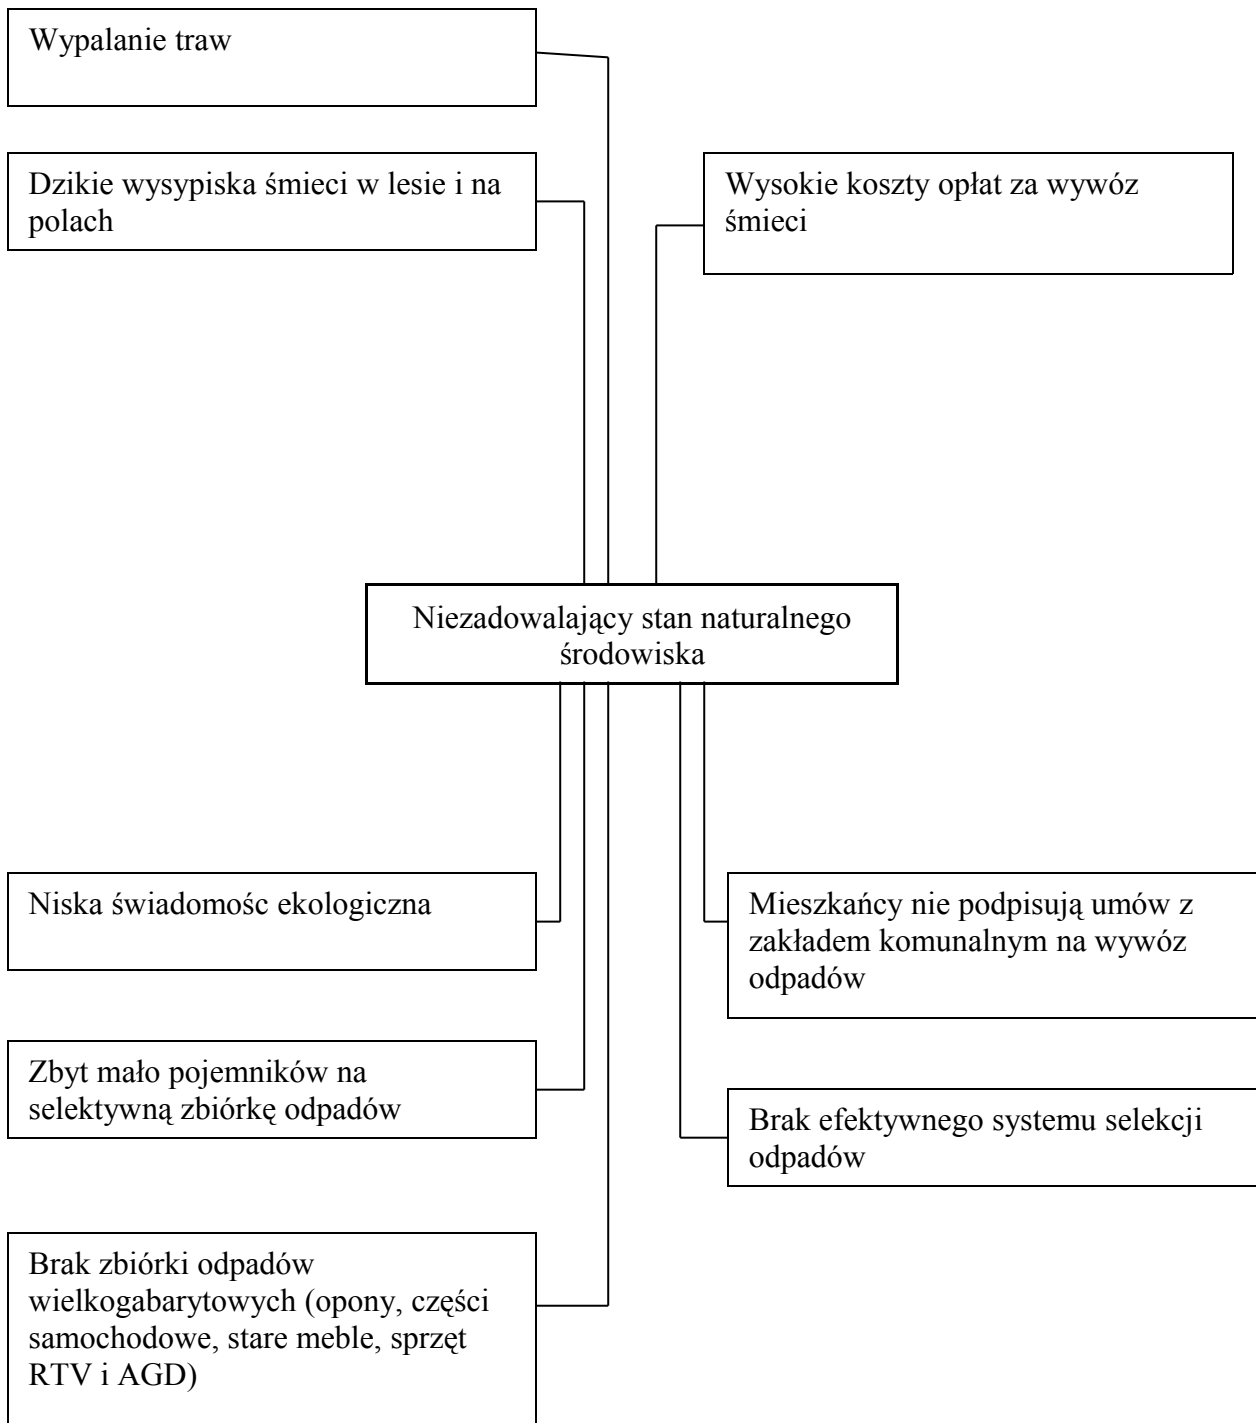 Wypalanie traw
Dzikie wysypiska śmieci w lesie i na
polach
Wysokie koszty opłat za wywóz
śmieci
Niezadowalający stan naturalnego
środowiska
Niska świadomośc ekologiczna
Mieszkańcy nie podpisują umów z
zakładem komunalnym na wywóz
odpadów
Zbyt mało pojemników na
selektywną zbiórkę odpadów
Brak efektywnego systemu selekcji
odpadów
Brak zbiórki odpadów
wielkogabarytowych (opony, części
samochodowe, stare meble, sprzęt
RTV i AGD)